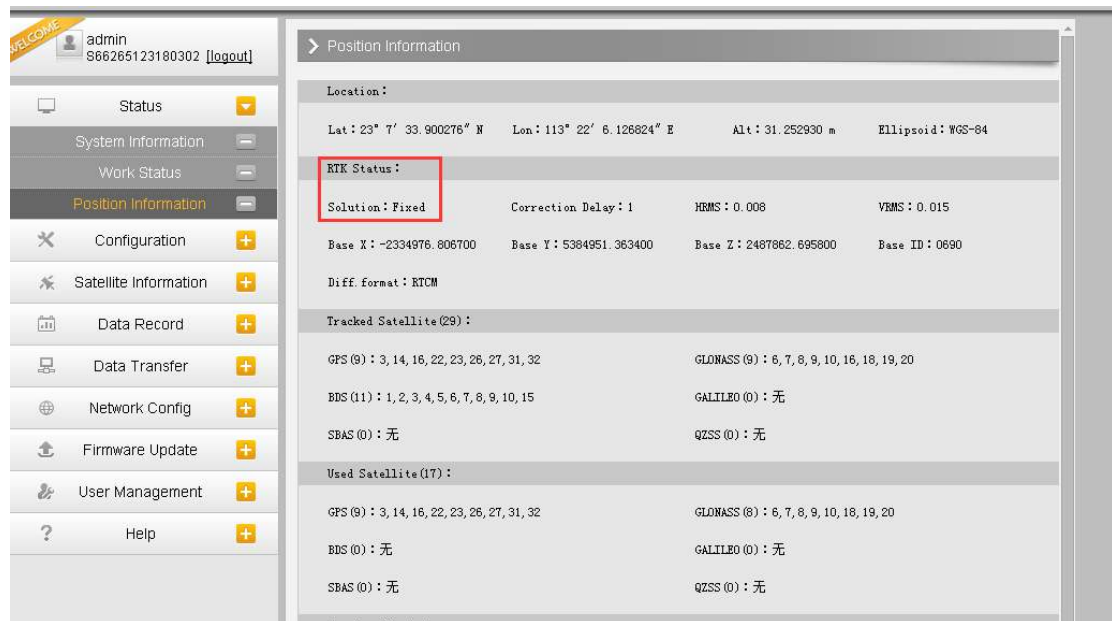 WELCOME
admin
S66265123180302 [logout]
Status
System Information
Work Status
Position Information
Configuration
Satellite Information
Data Record
Data Transfer
Network Config
Firmware Update
User Management
? Help
Position Information
Location：
Lat：23° 7′ 33.900276″ N Lon：113° 22′ 6.126824″ E Alt：31.252930 m Ellipsoid：WGS-84
RTK Status：
Solution：Fixed Correction Delay：1 HRMS：0.008 VRMS：0.015
Base X：-2334976.806700 Base Y：5384951.363400 Base Z：2487862.695800 Base ID：0690
Diff. format：RTCM
Tracked Satellite(29)：
GPS(9)：3, 14, 16, 22, 23, 26, 27, 31, 32 GLONASS(9)：6, 7, 8, 9, 10, 16, 18, 19, 20
BDS(11)：1, 2, 3, 4, 5, 6, 7, 8, 9, 10, 15 GALILEO(0)：无
SBAS(0)：无 QZSS(0)：无
Used Satellite(17)：
GPS(9)：3, 14, 16, 22, 23, 26, 27, 31, 32 GLONASS(8)：6, 7, 8, 9, 10, 18, 19, 20
BDS(0)：无 GALILEO(0)：无
SBAS(0)：无 QZSS(0)：无